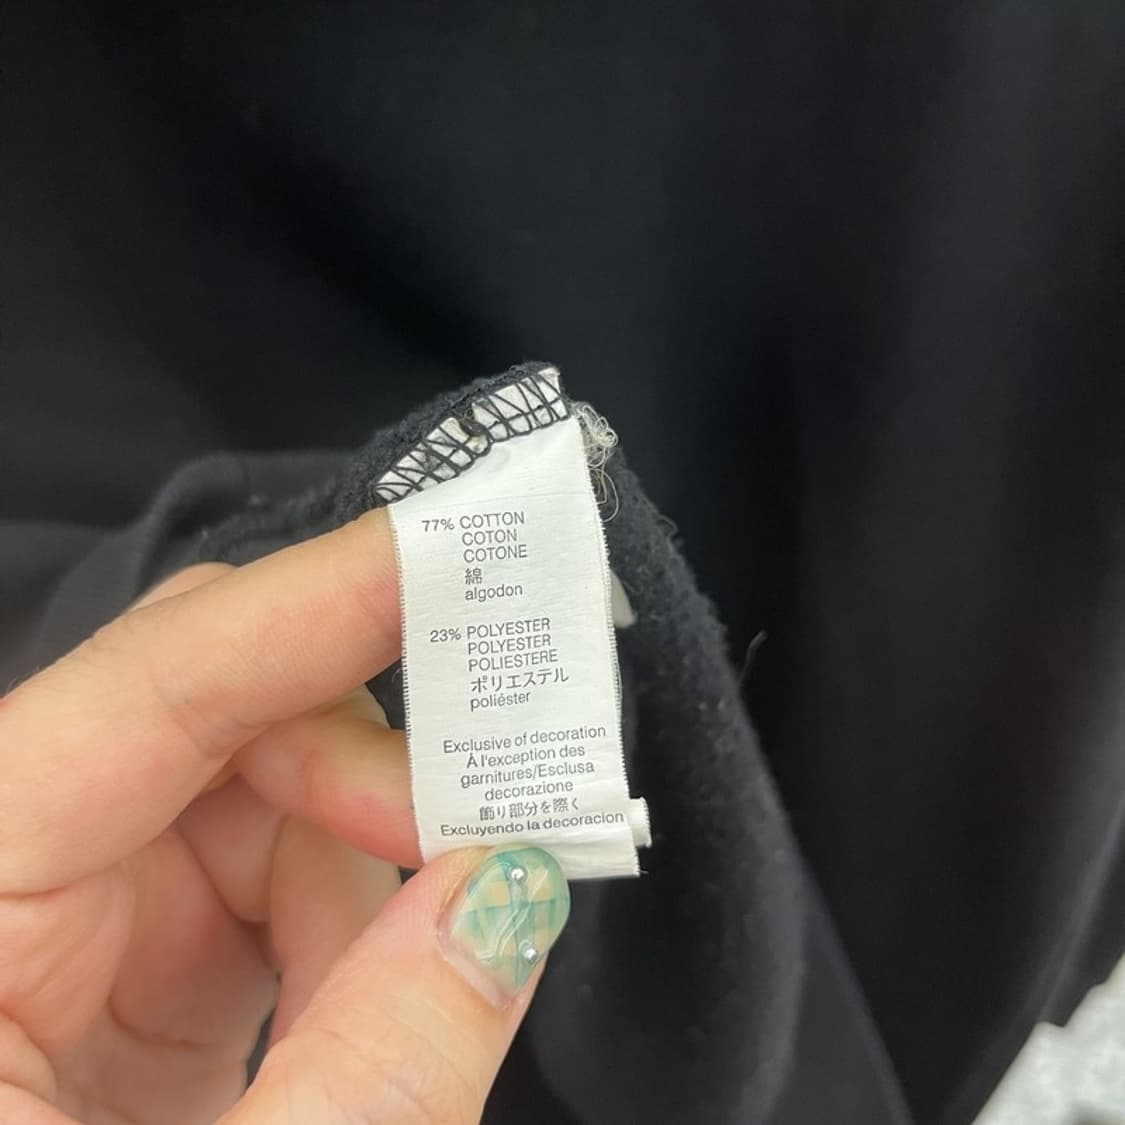 77% COTTON
COTON
COTONE
綿
algodon
23% POLYESTER
POLYESTER
POLIESTERE
ポリエステル
poliéster
Exclusive of decoration
À l'exception des
garnitures/Esclusa
decorazione
飾り部分を際く
Excluyendo la decoracion